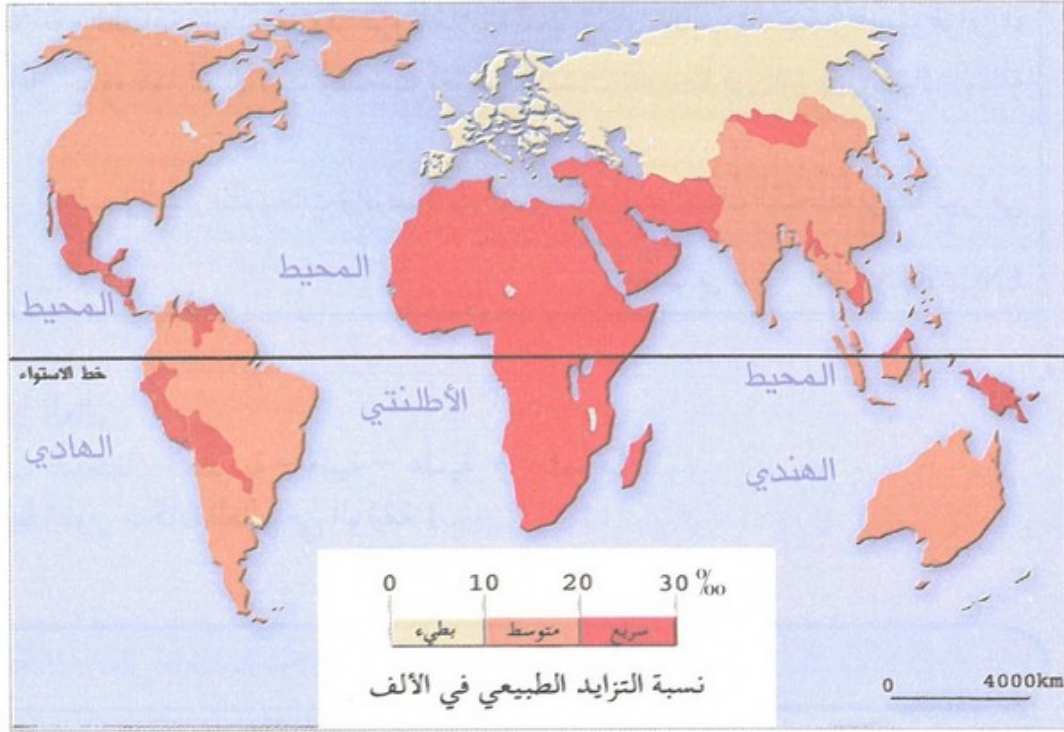 المحيط
المحيط
خط الاستواء
المحيط
الأطلنتي
الهادي
الهندي
0 10 20 30 ‰
بطيء متوسط سريع
نسبة التزايد الطبيعي في الألف
0 4000km